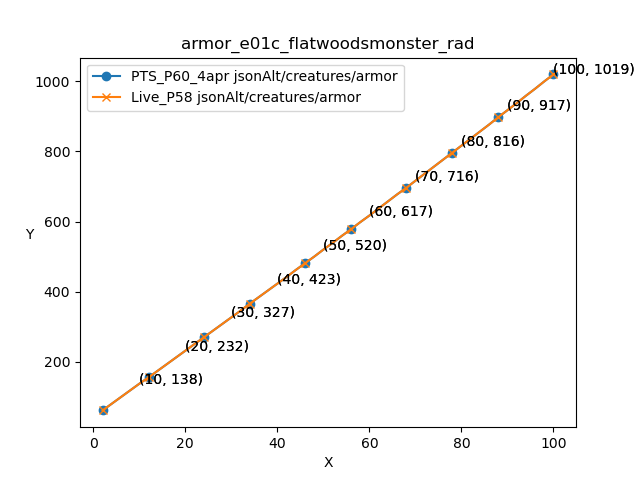 armor_e01c_flatwoodsmonster_rad
PTS_P60_4apr jsonAlt/creatures/armor
Live_P58 jsonAlt/creatures/armor
(100, 1019)
(90, 917)
(80, 816)
(70, 716)
(60, 617)
(50, 520)
(40, 423)
(30, 327)
(20, 232)
(10, 138)
1000
800
600
400
200
Y
0 20 40 60 80 100
X